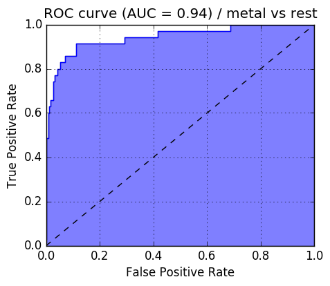 ROC curve (AUC = 0.94) / metal vs rest
1.0
0.8
0.6
0.4
0.2
0.0
True Positive Rate
0.0 0.2 0.4 0.6 0.8 1.0
False Positive Rate